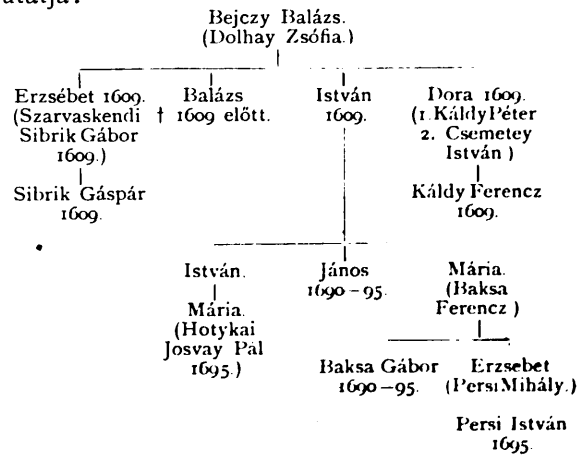 Bejczy Balázs.
(Dolhay Zsófia.)
Erzsébet 1609. Balázs István Dora 1609.
(Szarvaskendi † 1609 előtt. 1609. (1. Káldy Péter
Sibrik Gábor 2. Csemetey
1609.) István )
Sibrik Gáspár Káldy Ferencz
1609. 1609.
István. János Mária.
1690–95. (Baksa
Mária. Ferencz )
(Hotykai
Josvay Pál Baksa Gábor Erzsebet
1695.) 1690–95. (Persi Mihály.)
Persi István
1695.